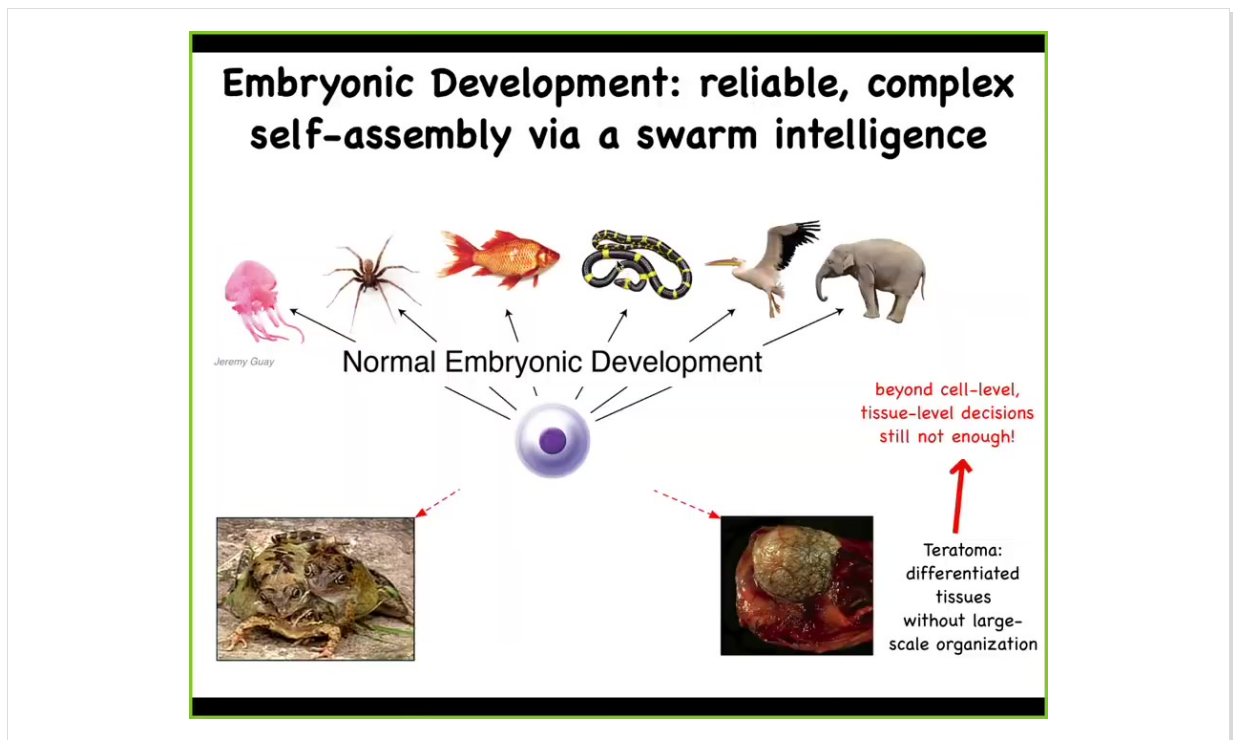 Embryonic Development: reliable, complex
self-assembly via a swarm intelligence
Jeremy Guay
Normal Embryonic Development
beyond cell-level,
tissue-level decisions
still not enough!
Teratoma:
differentiated
tissues
without large-
scale organization